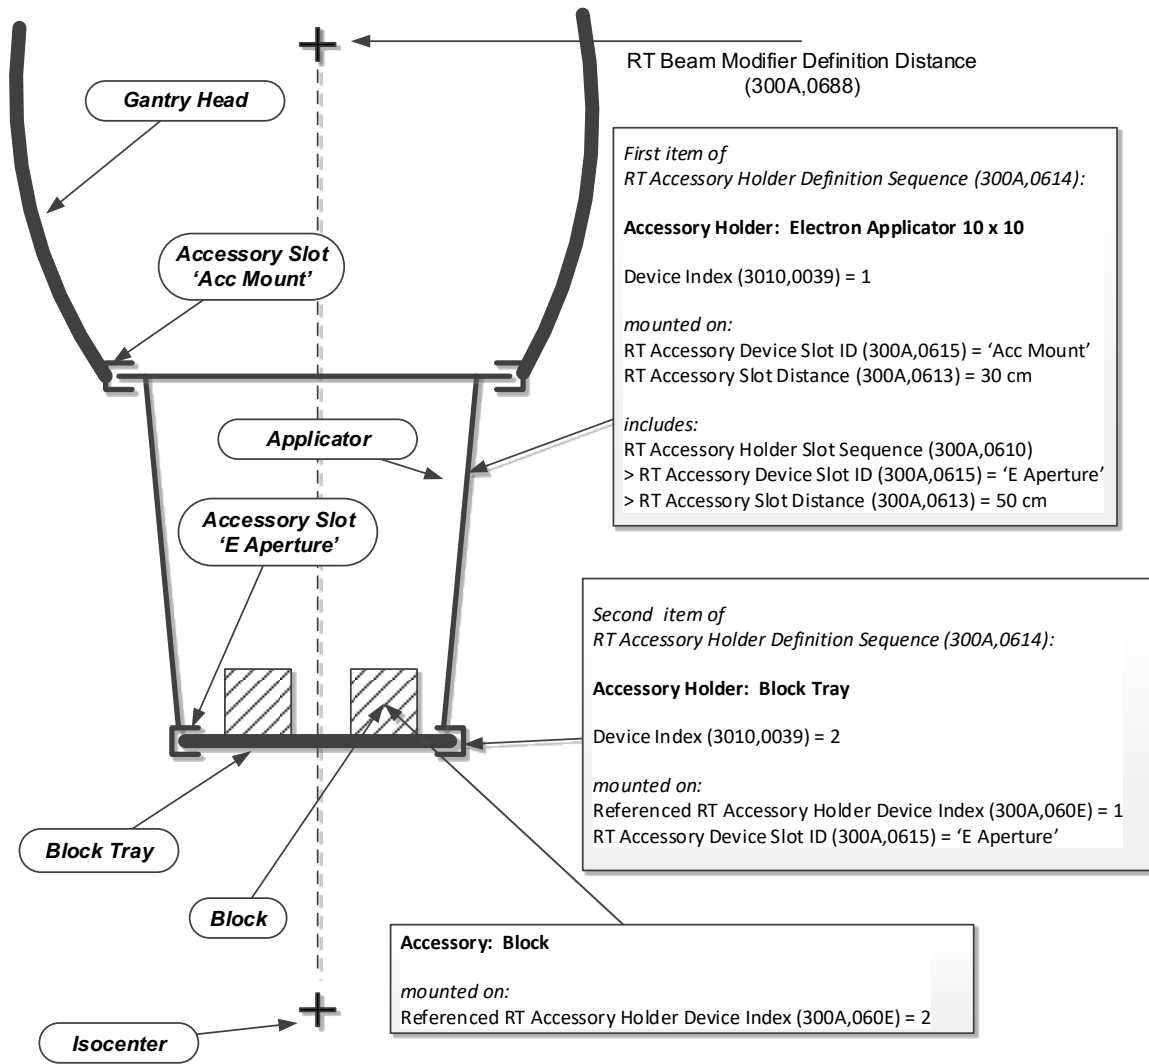 RT Beam Modifier Definition Distance
(300A,0688)
Gantry Head
First item of
RT Accessory Holder Definition Sequence (300A,0614):
Accessory Holder: Electron Applicator 10 x 10
Device Index (3010,0039) = 1
mounted on:
RT Accessory Device Slot ID (300A,0615) = ‘Acc Mount’
RT Accessory Slot Distance (300A,0613) = 30 cm
includes:
RT Accessory Holder Slot Sequence (300A,0610)
> RT Accessory Device Slot ID (300A,0615) = ‘E Aperture’
> RT Accessory Slot Distance (300A,0613) = 50 cm
Accessory Slot
‘Acc Mount’
Applicator
Accessory Slot
‘E Aperture’
Second item of
RT Accessory Holder Definition Sequence (300A,0614):
Accessory Holder: Block Tray
Device Index (3010,0039) = 2
mounted on:
Referenced RT Accessory Holder Device Index (300A,060E) = 1
RT Accessory Device Slot ID (300A,0615) = ‘E Aperture’
Block Tray
Block
Accessory: Block
mounted on:
Referenced RT Accessory Holder Device Index (300A,060E) = 2
Isocenter